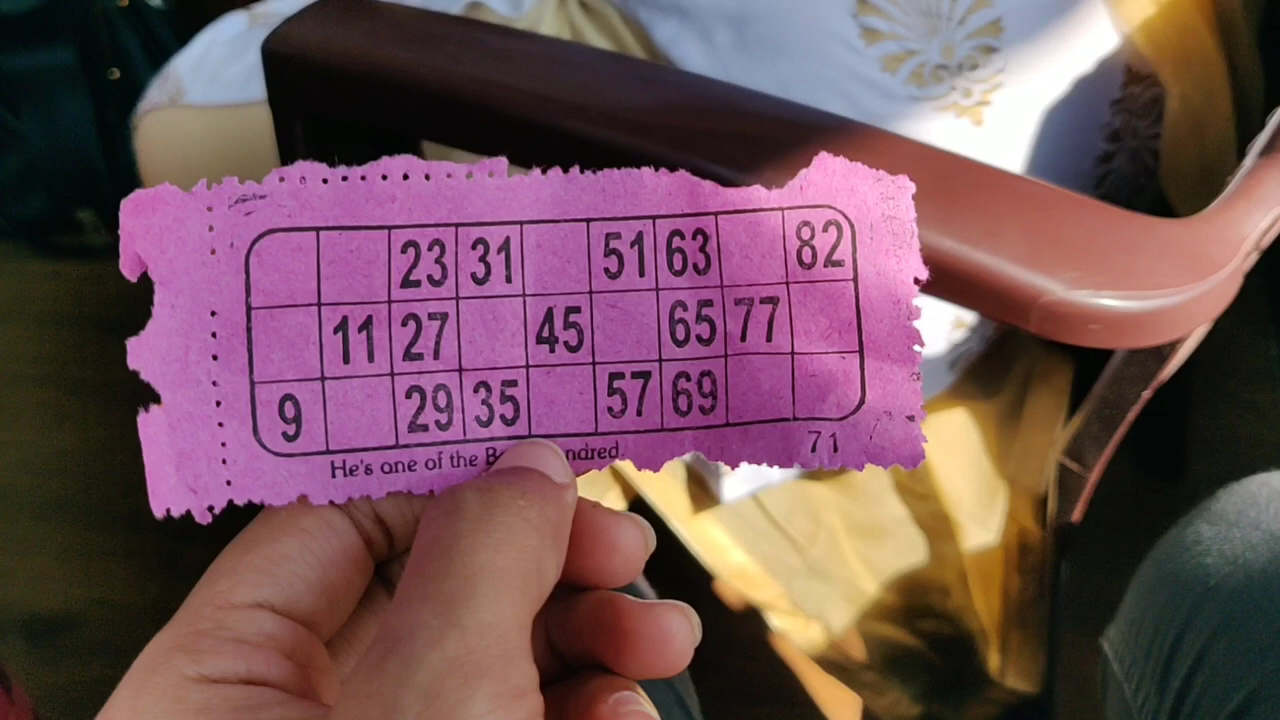 23 31 51 63 82
11 27 45 65 77
9 29 35 57 69
He's one of the
71